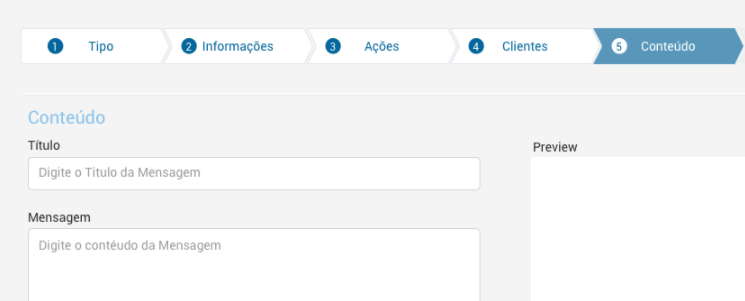 1 Tipo 2 Informações 3 Ações 4 Clientes 5 Conteúdo
Conteúdo
Título
Digite o Titulo da Mensagem
Preview
Mensagem
Digite o contéudo da Mensagem